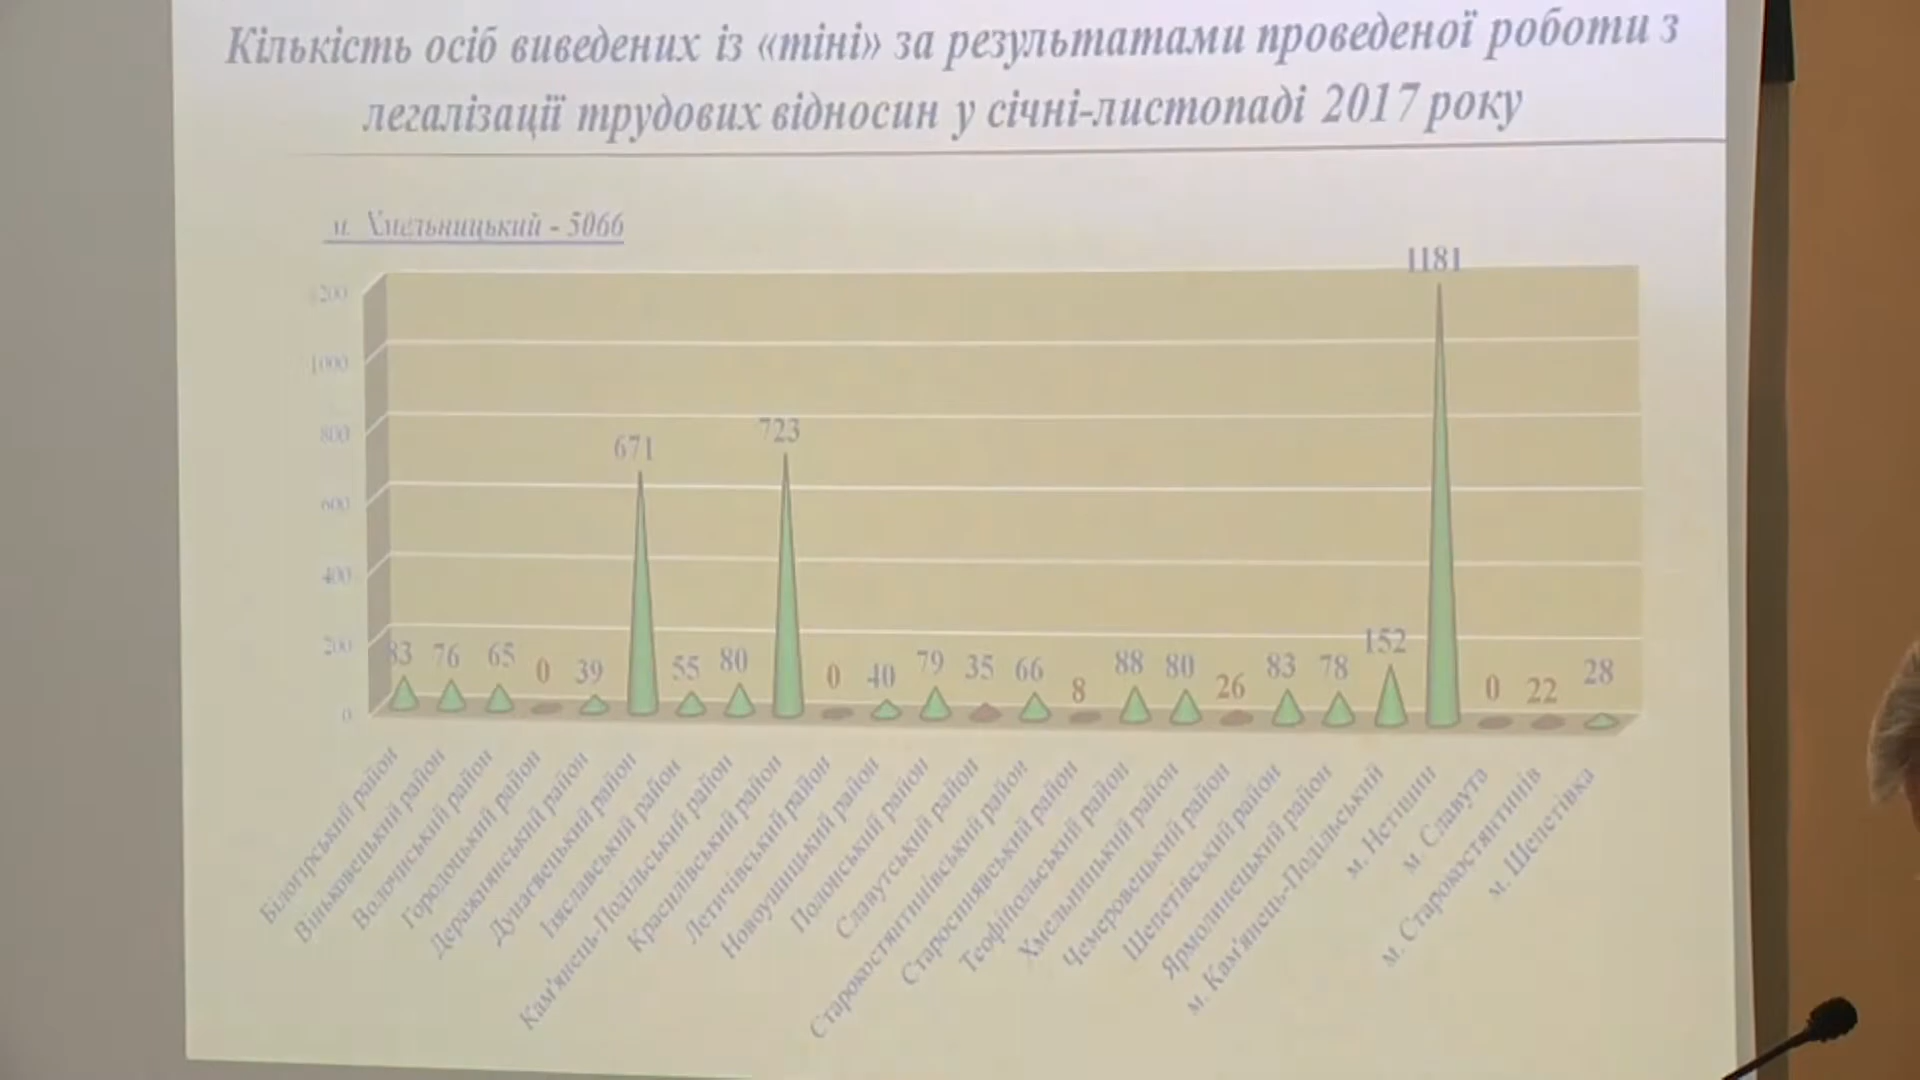 Кількість осіб виведених із «тіні» за результатами проведеної роботи з
легалізації трудових відносин у січні-листопаді 2017 року
м. Хмельницький - 5066
1200
1000
800
600
400
200
0
83 76 65 0 39 671 55 80 723 0 40 79 35 66 8 88 80 26 83 78 152 1181 0 22 28
Білогірський район
Віньковецький район
Волочиський район
Городоцький район
Деражнянський район
Дунаєвецький район
Ізяславський район
Кам'янець-Подільський район
Красилівський район
Летичівський район
Новоушицький район
Полонський район
Славутський район
Старокостянтинівський район
Старосинявський район
Теофіпольський район
Хмельницький район
Чемеровецький район
Шепетівський район
Ярмолинецький район
м. Кам'янець-Подільський
м. Нетішин
м. Славута
м. Старокостянтинів
м. Шепетівка